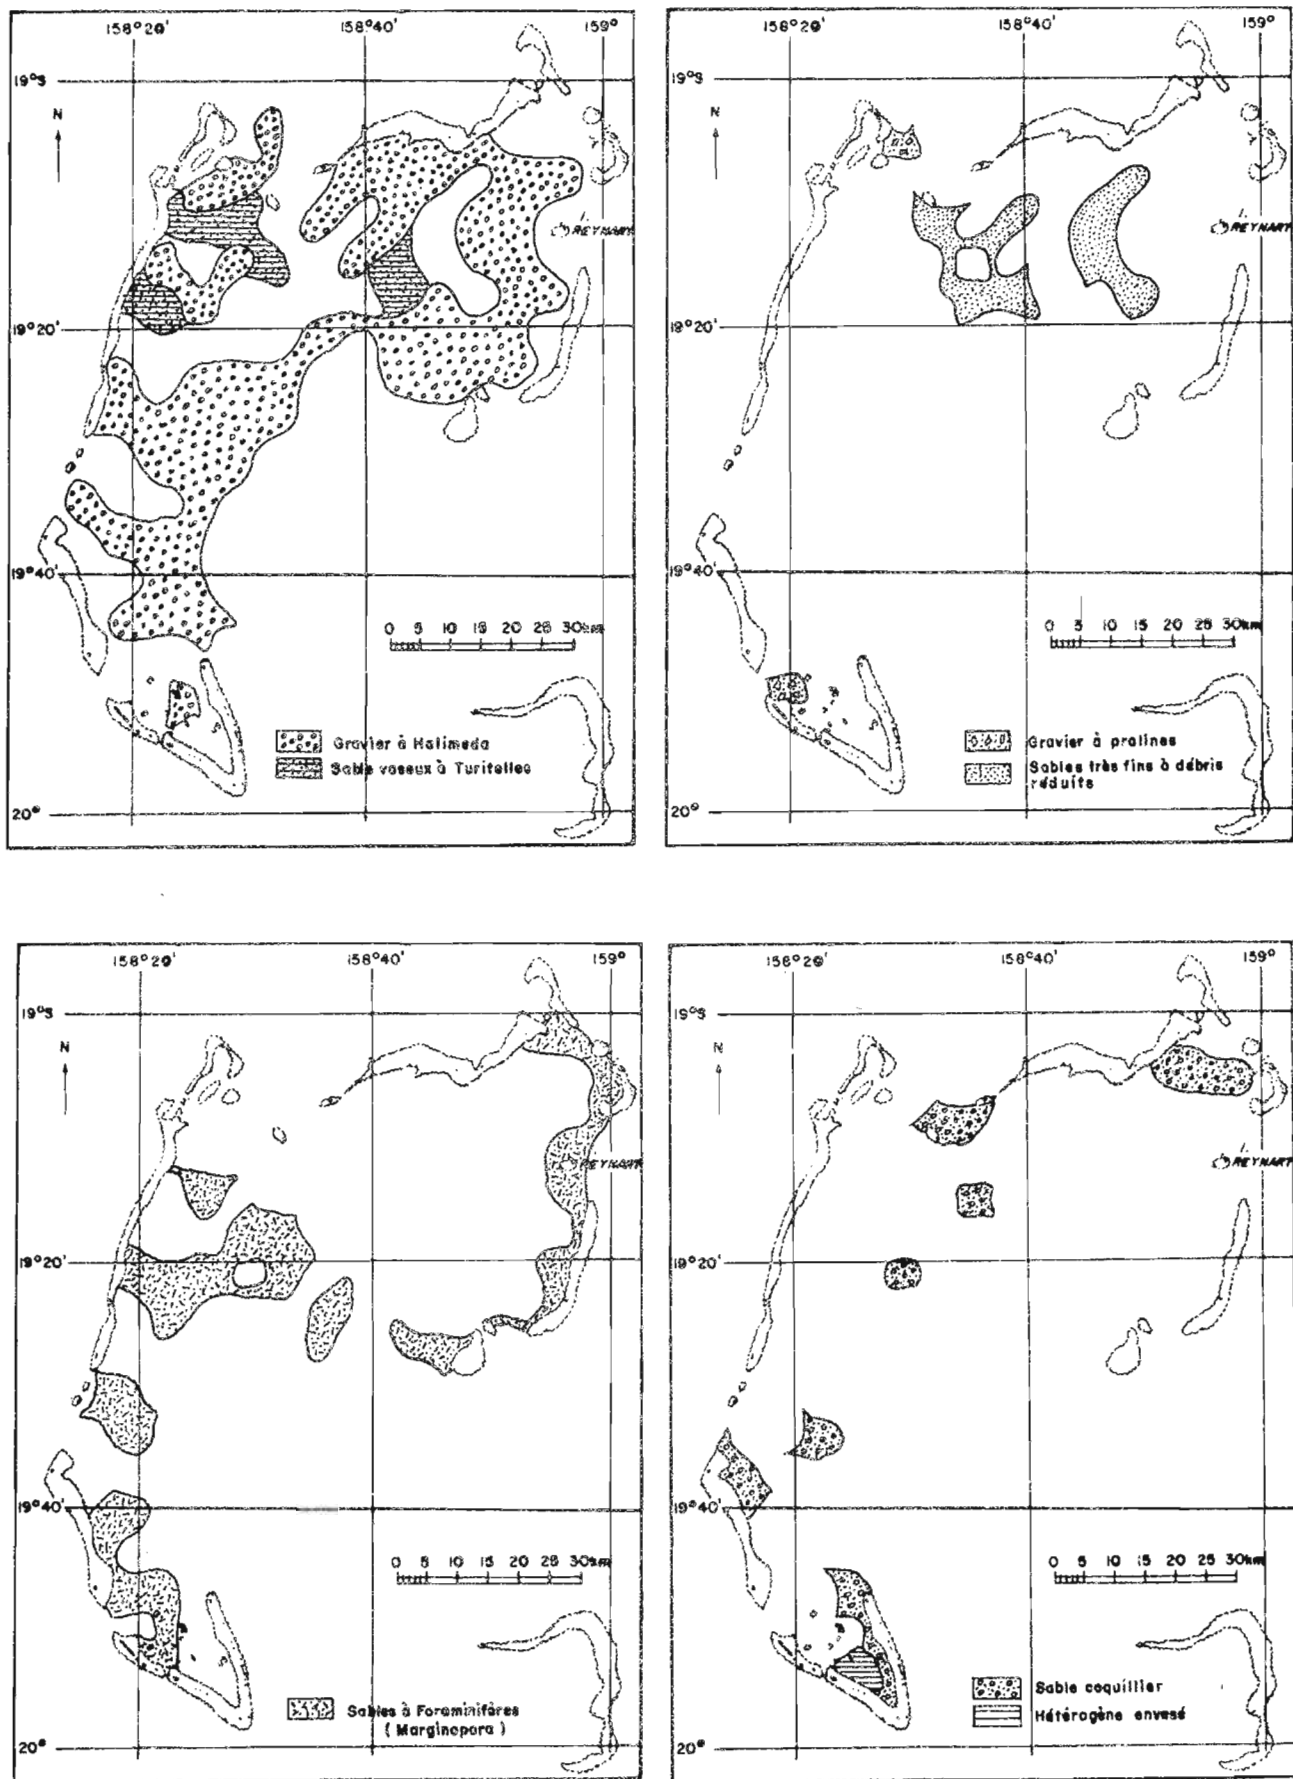 158°20' 158°40' 159°
19°S
N
I.
REYNART
19°20'
19°40'
0 5 10 15 20 25 30km
Gravier à Halimeda
Sable vaseux à Turitelles
20°
158°20' 158°40' 159°
19°S
N
I.
REYNART
19°20'
19°40'
0 5 10 15 20 25 30km
Gravier à pralines
Sables très fins à débris
réduits
20°
158°20' 158°40' 159°
19°S
N
REYNART
19°20'
19°40'
0 5 10 15 20 25 30km
Sables à Foraminifères
( Marginopora )
20°
158°20' 158°40' 159°
19°S
N
I.
REYNART
19°20'
19°40'
0 5 10 15 20 25 30km
Sable coquillier
Hétérogène envasé
20°